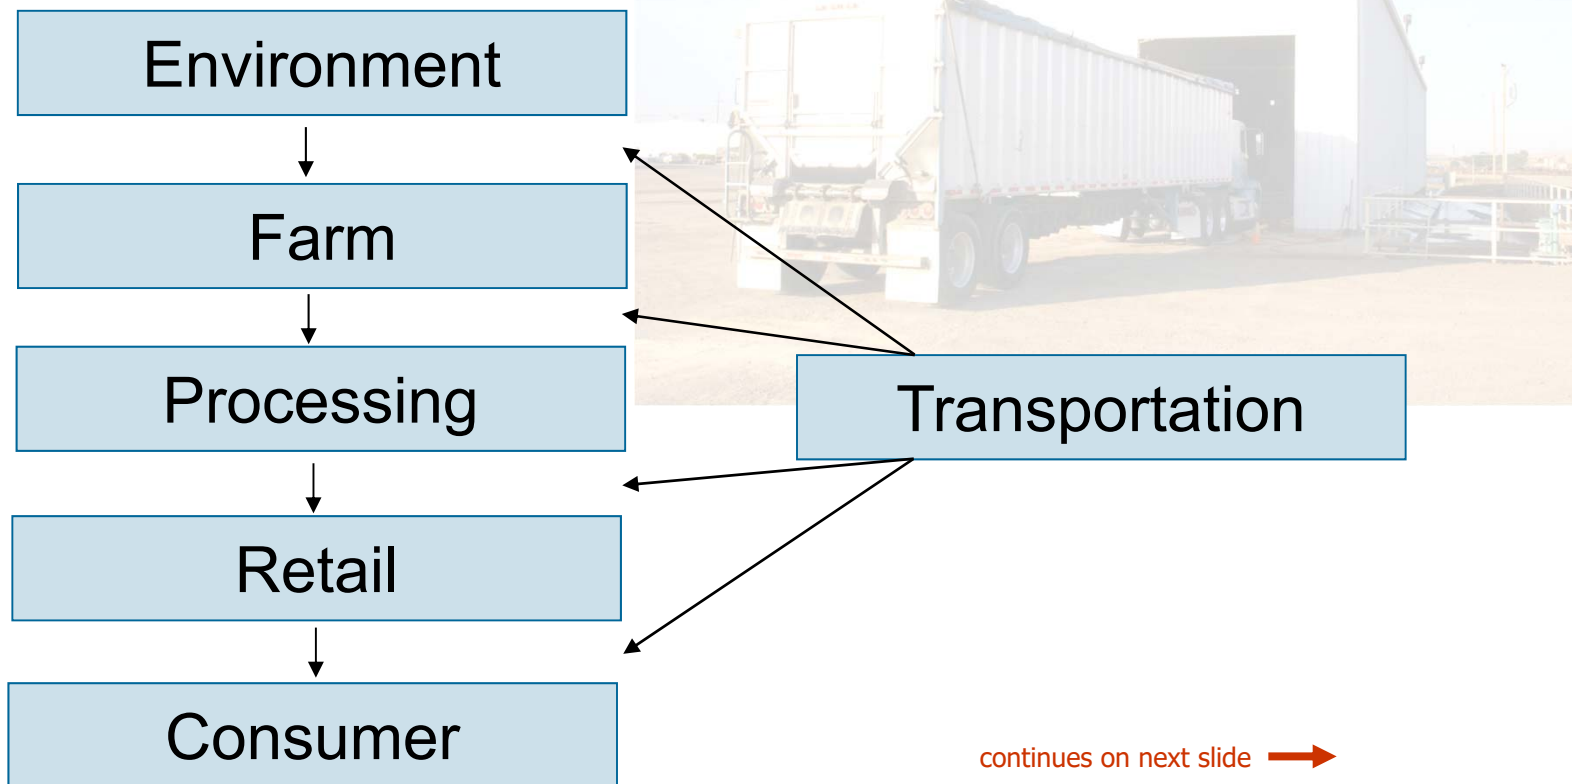 Environment
Farm
Processing
Transportation
Retail
Consumer
continues on next slide